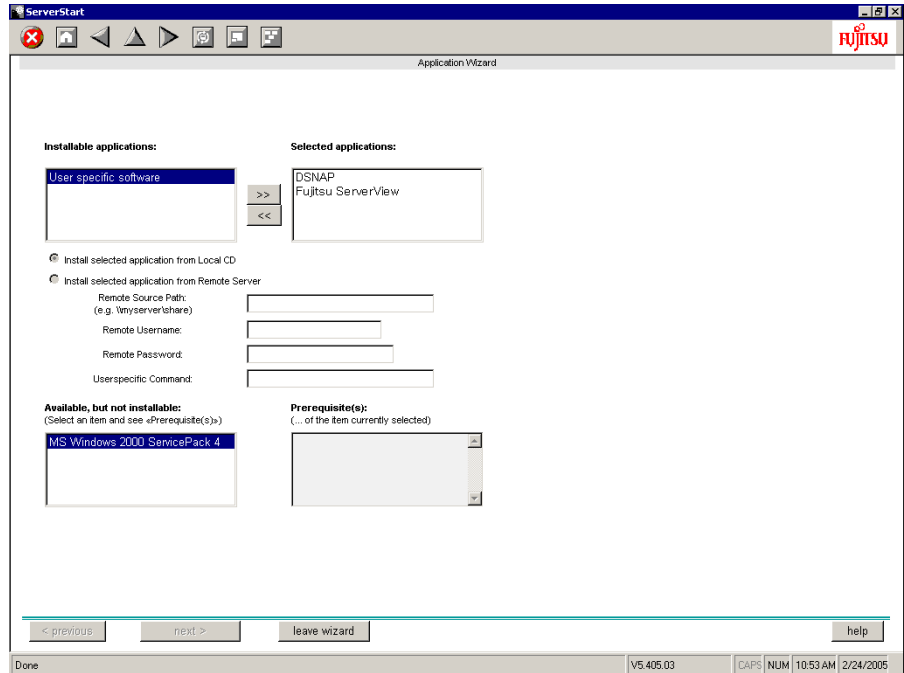 ServerStart
FUJITSU
Application Wizard
Installable applications:
Selected applications:
User specific software
DSNAP
Fujitsu ServerView
>>
<<
Install selected application from Local CD
Install selected application from Remote Server
Remote Source Path:
(e.g. \\myserver\share)
Remote Username:
Remote Password:
Userspecific Command:
Available, but not installable:
(Select an item and see «Prerequisite(s)»)
Prerequisite(s):
(... of the item currently selected)
MS Windows 2000 ServicePack 4
< previous
next >
leave wizard
help
Done
V5.405.03
CAPS
NUM
10:53 AM
2/24/2005